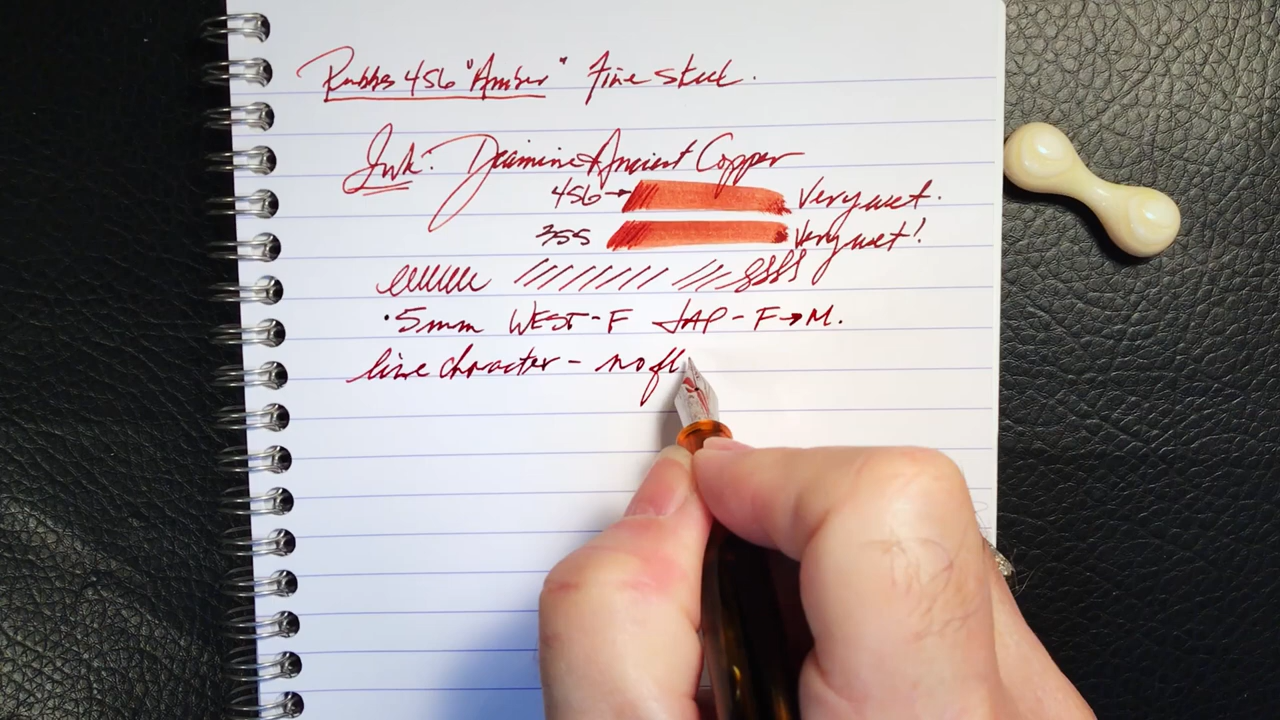 456 "Amber" Fine steel.
Ink: Diamine Ancient Copper
456 → Very wet.
355 Very wet!
.5mm WEST-F JAP-F→M.
line character - no fl